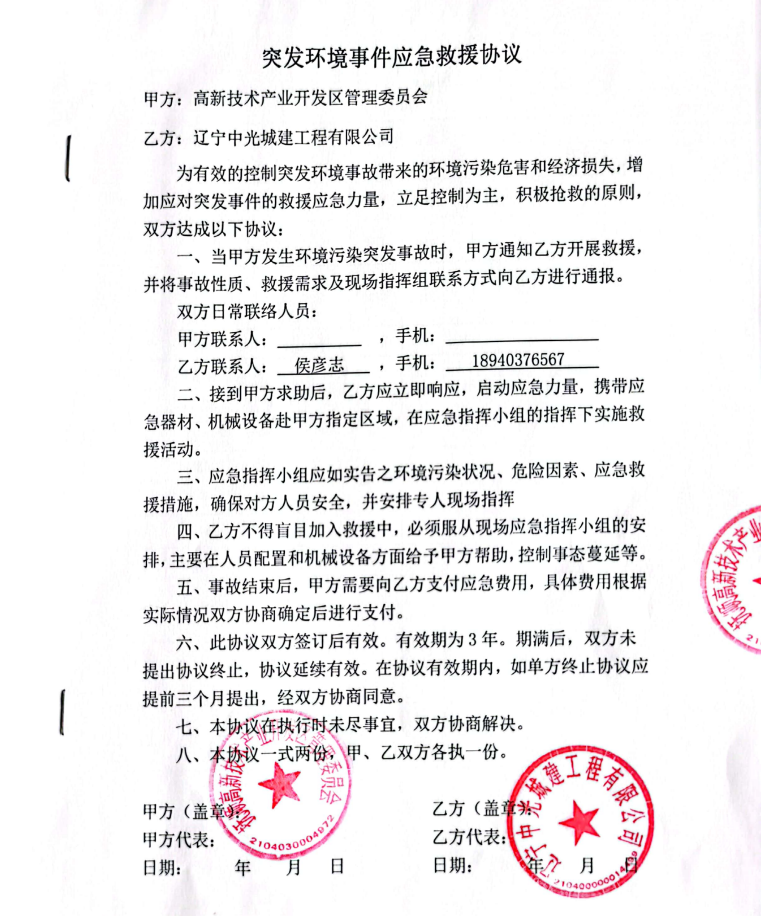 突发环境事件应急救援协议
甲方：高新技术产业开发区管理委员会
乙方：辽宁中光城建工程有限公司
为有效的控制突发环境事故带来的环境污染危害和经济损失，增
加应对突发事件的救援应急力量，立足控制为主，积极抢救的原则，
双方达成以下协议：
一、当甲方发生环境污染突发事故时，甲方通知乙方开展救援，
并将事故性质、救援需求及现场指挥组联系方式向乙方进行通报。
双方日常联络人员：
甲方联系人：，手机：
乙方联系人：侯彦志，手机：18940376567
二、接到甲方求助后，乙方应立即响应，启动应急力量，携带应
急器材、机械设备赴甲方指定区域，在应急指挥小组的指挥下实施救
援活动。
三、应急指挥小组应如实告之环境污染状况、危险因素、应急救
援措施，确保对方人员安全，并安排专人现场指挥
四、乙方不得盲目加入救援中，必须服从现场应急指挥小组的安
排，主要在人员配置和机械设备方面给予甲方帮助，控制事态蔓延等。
五、事故结束后，甲方需要向乙方支付应急费用，具体费用根据
实际情况双方协商确定后进行支付。
六、此协议双方签订后有效。有效期为3年。期满后，双方未
提出协议终止，协议延续有效。在协议有效期内，如单方终止协议应
提前三个月提出，经双方协商同意。
七、本协议在执行时未尽事宜，双方协商解决。
八、本协议一式两份，甲、乙双方各执一份。
甲方（盖章）： 乙方（盖章）：
甲方代表： 乙方代表：
日期： 年 月 日 日期： 年 月 日
抚顺高新技术产业开发区管理委员会
2104030004972
辽宁中光城建工程有限公司
抚顺高新技术产业